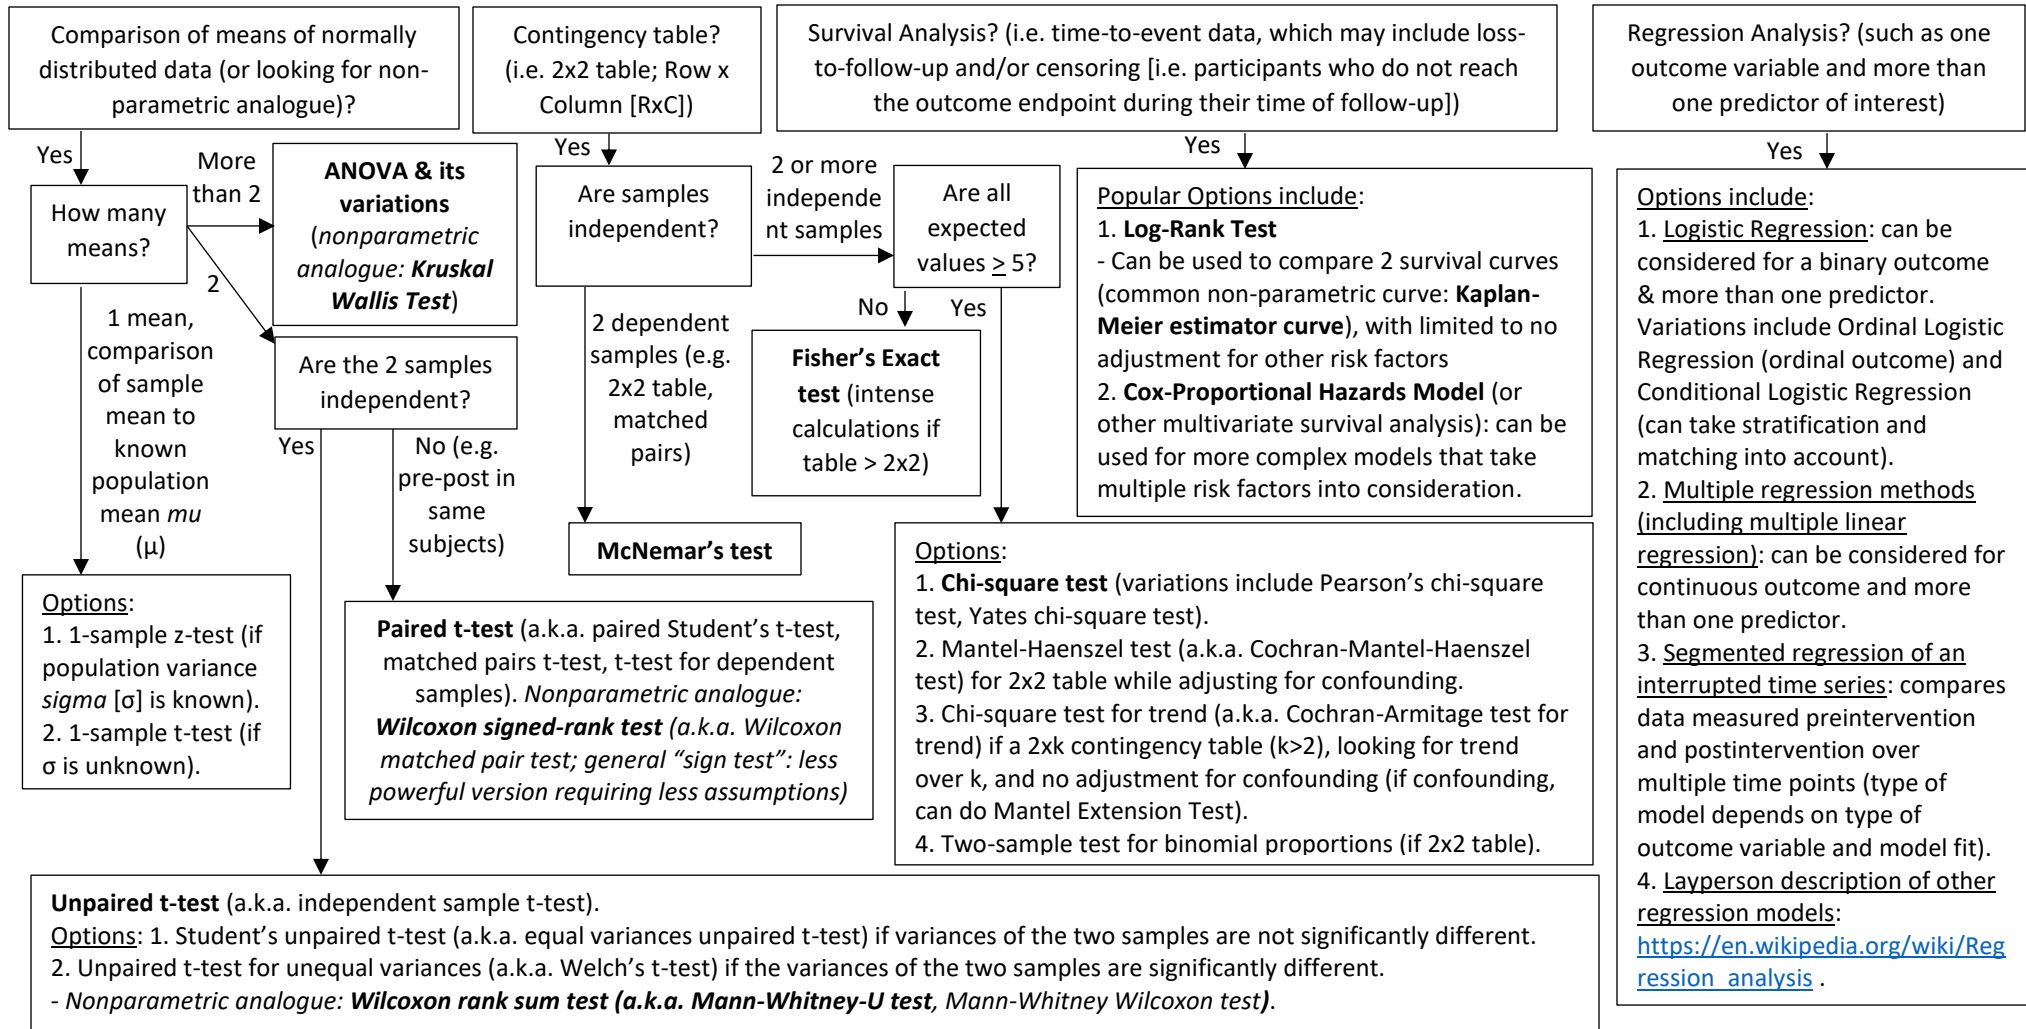 Comparison of means of normally
distributed data (or looking for non-
parametric analogue)?
Yes
How many
means?
More
than 2
ANOVA & its
variations
(nonparametric
analogue: Kruskal
Wallis Test)
2
1 mean,
comparison
of sample
mean to
known
population
mean mu
(μ)
Options:
1. 1-sample z-test (if
population variance
sigma [σ] is known).
2. 1-sample t-test (if
σ is unknown).
Are the 2 samples
independent?
Yes
No (e.g.
pre-post in
same
subjects)
Paired t-test (a.k.a. paired Student’s t-test,
matched pairs t-test, t-test for dependent
samples). Nonparametric analogue:
Wilcoxon signed-rank test (a.k.a. Wilcoxon
matched pair test; general “sign test”: less
powerful version requiring less assumptions)
Unpaired t-test (a.k.a. independent sample t-test).
Options: 1. Student’s unpaired t-test (a.k.a. equal variances unpaired t-test) if variances of the two samples are not significantly different.
2. Unpaired t-test for unequal variances (a.k.a. Welch’s t-test) if the variances of the two samples are significantly different.
- Nonparametric analogue: Wilcoxon rank sum test (a.k.a. Mann-Whitney-U test, Mann-Whitney Wilcoxon test).
Contingency table?
(i.e. 2x2 table; Row x
Column [RxC])
Yes
Are samples
independent?
2 or more
independe
nt samples
2 dependent
samples (e.g.
2x2 table,
matched
pairs)
McNemar’s test
Are all
expected
values > 5?
No
Yes
Fisher’s Exact
test (intense
calculations if
table > 2x2)
Options:
1. Chi-square test (variations include Pearson’s chi-square
test, Yates chi-square test).
2. Mantel-Haenszel test (a.k.a. Cochran-Mantel-Haenszel
test) for 2x2 table while adjusting for confounding.
3. Chi-square test for trend (a.k.a. Cochran-Armitage test for
trend) if a 2xk contingency table (k>2), looking for trend
over k, and no adjustment for confounding (if confounding,
can do Mantel Extension Test).
4. Two-sample test for binomial proportions (if 2x2 table).
Survival Analysis? (i.e. time-to-event data, which may include loss-
to-follow-up and/or censoring [i.e. participants who do not reach
the outcome endpoint during their time of follow-up])
Yes
Popular Options include:
1. Log-Rank Test
- Can be used to compare 2 survival curves
(common non-parametric curve: Kaplan-
Meier estimator curve), with limited to no
adjustment for other risk factors
2. Cox-Proportional Hazards Model (or
other multivariate survival analysis): can be
used for more complex models that take
multiple risk factors into consideration.
Regression Analysis? (such as one
outcome variable and more than
one predictor of interest)
Yes
Options include:
1. Logistic Regression: can be
considered for a binary outcome
& more than one predictor.
Variations include Ordinal Logistic
Regression (ordinal outcome) and
Conditional Logistic Regression
(can take stratification and
matching into account).
2. Multiple regression methods
(including multiple linear
regression): can be considered for
continuous outcome and more
than one predictor.
3. Segmented regression of an
interrupted time series: compares
data measured preintervention
and postintervention over
multiple time points (type of
model depends on type of
outcome variable and model fit).
4. Layperson description of other
regression models:
https://en.wikipedia.org/wiki/Reg
ression_analysis .